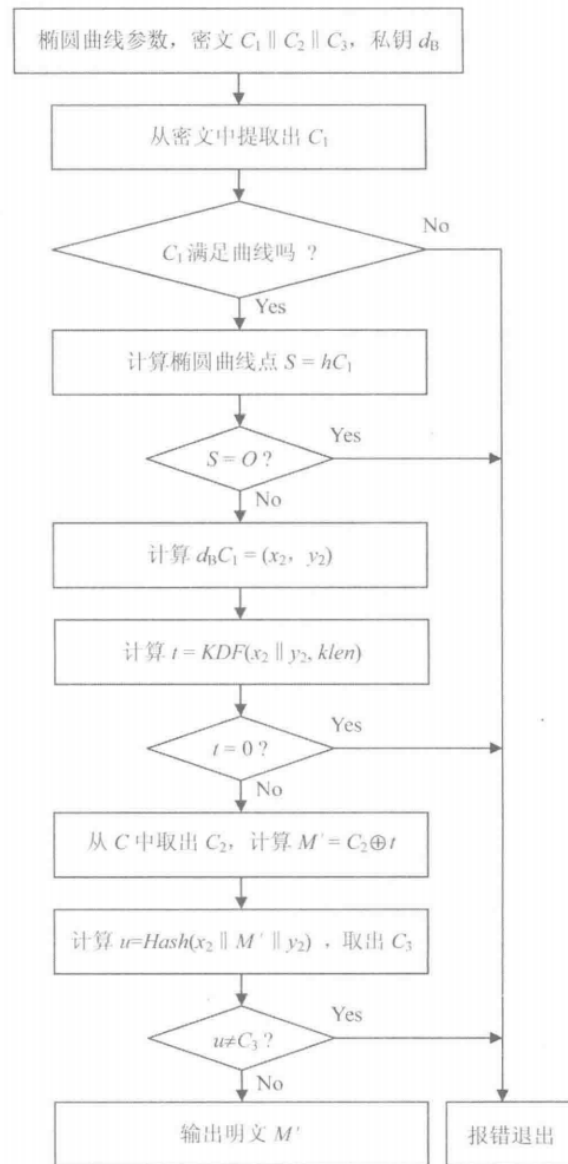 椭圆曲线参数，密文 C₁ ‖ C₂ ‖ C₃，私钥 d_B
从密文中提取出 C₁
C₁满足曲线吗 ？
No
Yes
计算椭圆曲线点 S = hC₁
S = O ?
Yes
No
计算 d_BC₁ = (x₂，y₂)
计算 t = KDF(x₂ ‖ y₂, klen)
t = 0 ?
Yes
No
从 C 中取出 C₂，计算 M' = C₂⊕t
计算 u=Hash(x₂ ‖ M' ‖ y₂) ，取出 C₃
u≠C₃ ?
Yes
No
输出明文 M'
报错退出